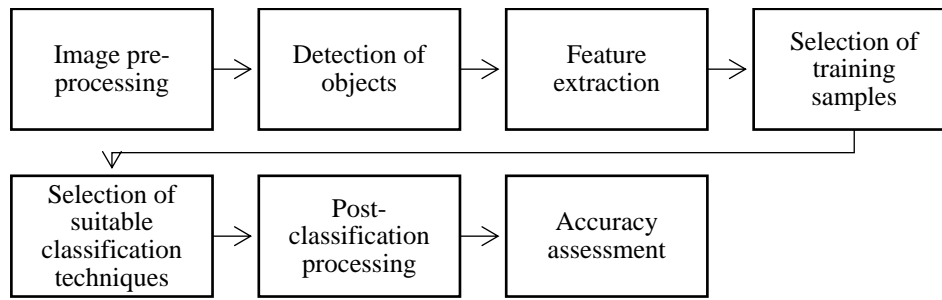 Image pre-
processing
Detection of
objects
Feature
extraction
Selection of
training
samples
Selection of
suitable
classification
techniques
Post-
classification
processing
Accuracy
assessment